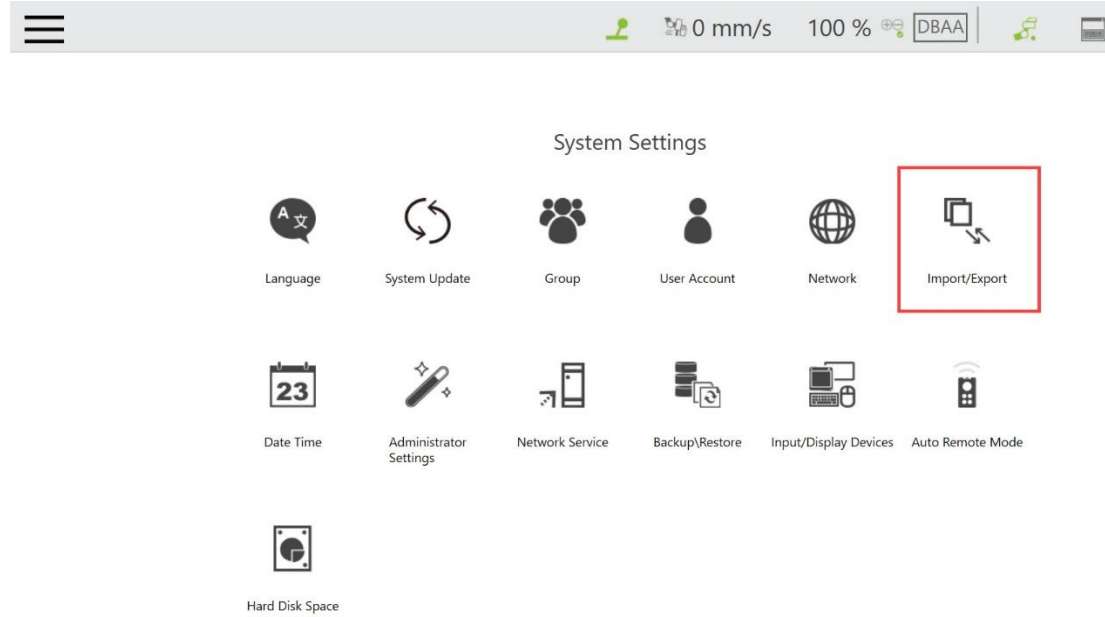 0 mm/s 100 % DBAA
System Settings
A 文
Language System Update Group User Account Network Import/Export
23
Date Time Administrator Settings Network Service Backup\Restore Input/Display Devices Auto Remote Mode
Hard Disk Space